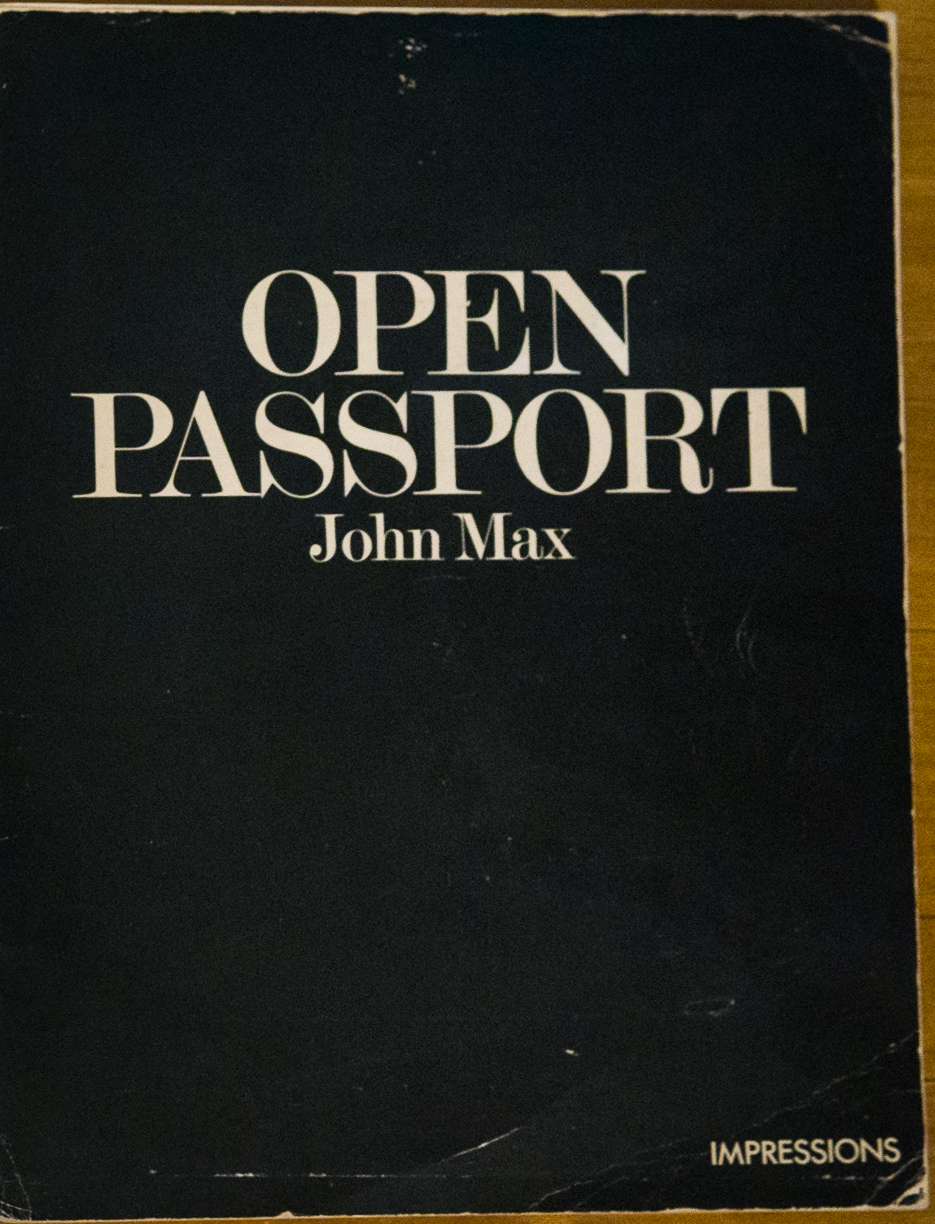 OPEN
PASSPORT
John Max
IMPRESSIONS